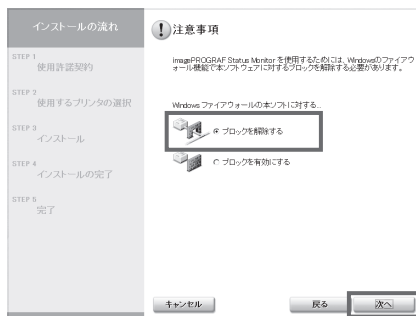 インストールの流れ
STEP 1
使用許諾契約
STEP 2
使用するプリンタの選択
STEP 3
インストール
STEP 4
インストールの完了
STEP 5
完了
注意事項
imagePROGRAF Status Monitor を使用するためには、Windowsのファイアウ
ォール機能で本ソフトウェアに対するブロックを解除する必要があります。
Windows ファイアウォールの本ソフトに対する...
ブロックを解除する
ブロックを有効にする
キャンセル
戻る
次へ